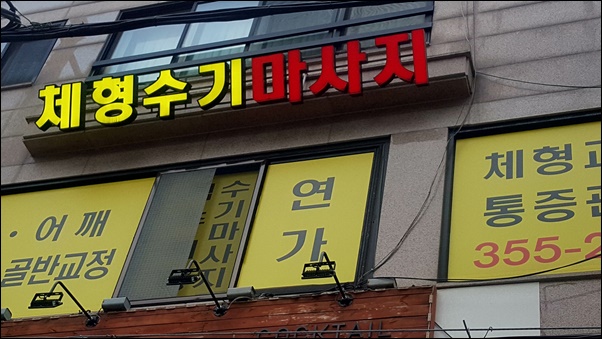 체형수기마사지
· 어깨
골반교정
수기마사지
연
가
체형교
통증관
355-2
COCKTAIL